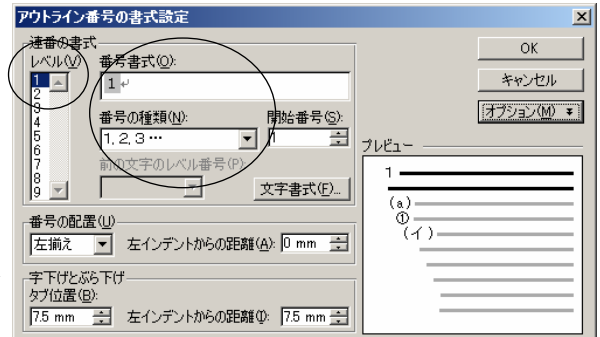 アウトライン番号の書式設定
連番の書式
レベル(V)
番号書式(O):
OK
1
2
3
4
5
6
7
8
9
1↵
キャンセル
番号の種類(N):
開始番号(S):
オプション(M)
1, 2, 3 …
1
プレビュー
前の文字のレベル番号(P)
文字書式(F)...
1
(a)
①
(イ)
番号の配置(U)
左揃え
左インデントからの距離(A):
0 mm
字下げとぶら下げ
タブ位置(B):
7.5 mm
左インデントからの距離(I):
7.5 mm